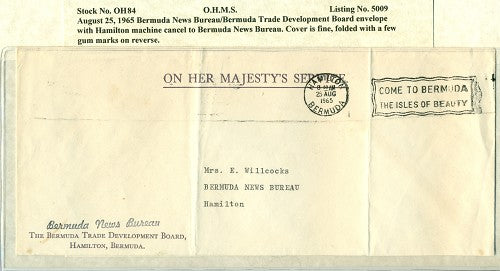 Stock No. OH84 O.H.M.S. Listing No. 5009
August 25, 1965 Bermuda News Bureau/Bermuda Trade Development Board envelope
with Hamilton machine cancel to Bermuda News Bureau. Cover is fine, folded with a few
gum marks on reverse.
ON HER MAJESTY'S
HAMILTON
25 AUG
1965
BERMUDA
COME TO BERMUDA
THE ISLES OF BEAUTY
Mrs. E. Willcocks
BERMUDA NEWS BUREAU
Hamilton
Bermuda News Bureau
THE BERMUDA TRADE DEVELOPMENT BOARD,
HAMILTON, BERMUDA.